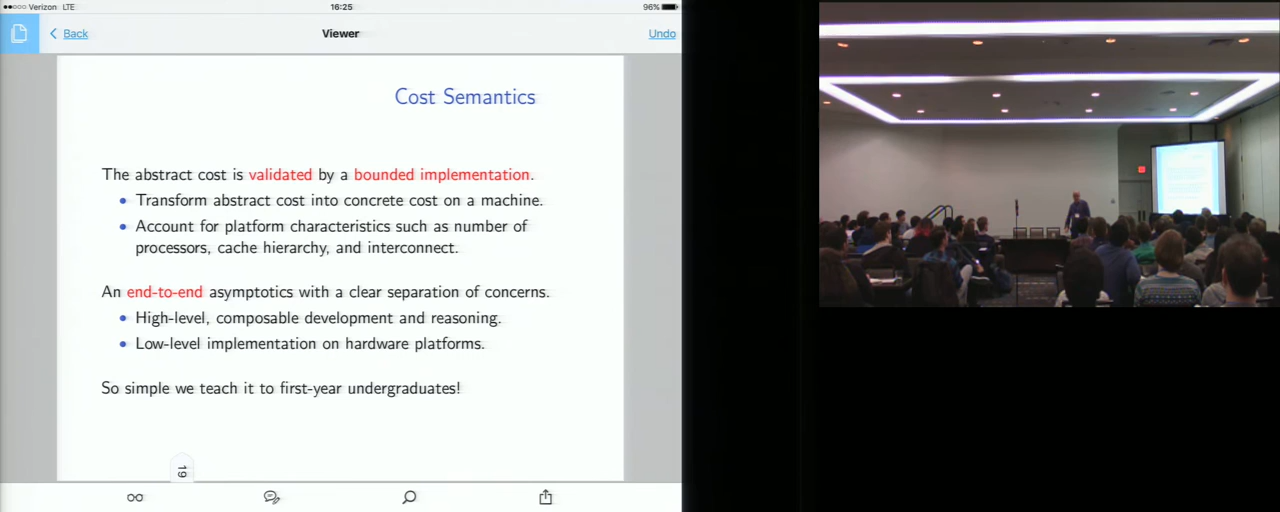 Verizon LTE 16:25 96%
Back Viewer Undo
Cost Semantics
The abstract cost is validated by a bounded implementation.
• Transform abstract cost into concrete cost on a machine.
• Account for platform characteristics such as number of
processors, cache hierarchy, and interconnect.
An end-to-end asymptotics with a clear separation of concerns.
• High-level, composable development and reasoning.
• Low-level implementation on hardware platforms.
So simple we teach it to first-year undergraduates!
19